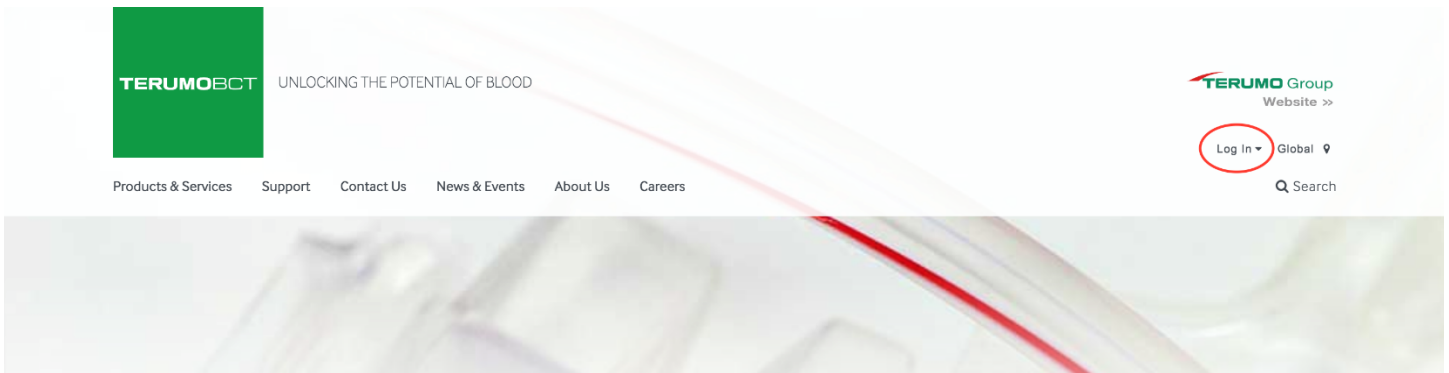 TERUMOBCT
UNLOCKING THE POTENTIAL OF BLOOD
TERUMO Group
Website »
Log In
Global
Products & Services
Support
Contact Us
News & Events
About Us
Careers
Search